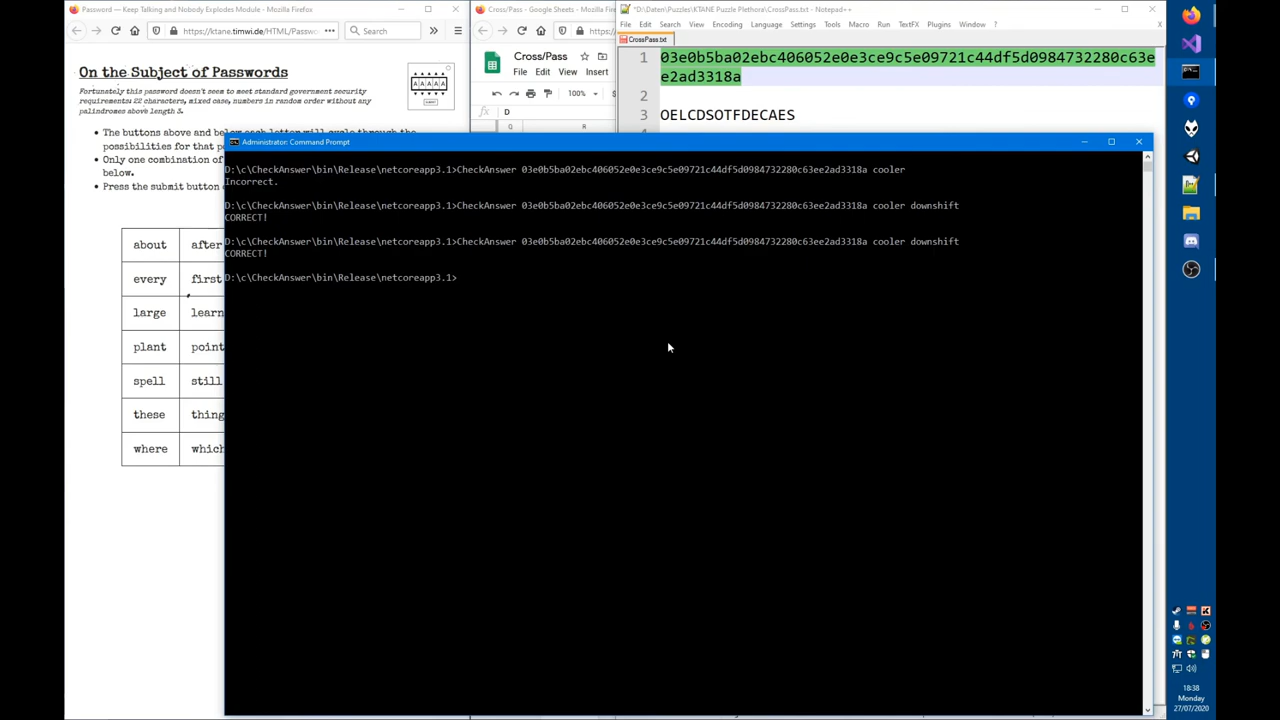 Password — Keep Talking and Nobody Explodes Module - Mozilla Firefox
https://ktane.timwi.de/HTML/Passwo
Search
On the Subject of Passwords
Fortunately this password doesn't seem to meet standard government security
requirements: 22 characters, mixed case, numbers in random order without any
palindromes above length 3.
The buttons above and below each letter will cycle through the
possibilities for that po
Only one combination of
below.
Press the submit button o
about after
every first
large learn
plant point
spell still
these thing
where which
Cross/Pass - Google Sheets - Mozilla Fire
https:/
Cross/Pass
File Edit View Insert
100%
D
Q R
*D:\Daten\Puzzles\KTANE Puzzle Plethora\CrossPass.txt - Notepad++
File Edit Search View Encoding Language Settings Tools Macro Run TextFX Plugins Window ?
X
CrossPass.txt
1 03e0b5ba02ebc406052e0e3ce9c5e09721c44df5d0984732280c63e
e2ad3318a
2
3 OELCDSOTFDECAES
Administrator: Command Prompt
D:\c\CheckAnswer\bin\Release\netcoreapp3.1>CheckAnswer 03e0b5ba02ebc406052e0e3ce9c5e09721c44df5d0984732280c63ee2ad3318a cooler
Incorrect.
D:\c\CheckAnswer\bin\Release\netcoreapp3.1>CheckAnswer 03e0b5ba02ebc406052e0e3ce9c5e09721c44df5d0984732280c63ee2ad3318a cooler downshift
CORRECT!
D:\c\CheckAnswer\bin\Release\netcoreapp3.1>CheckAnswer 03e0b5ba02ebc406052e0e3ce9c5e09721c44df5d0984732280c63ee2ad3318a cooler downshift
CORRECT!
D:\c\CheckAnswer\bin\Release\netcoreapp3.1>
18:38
Monday
27/07/2020